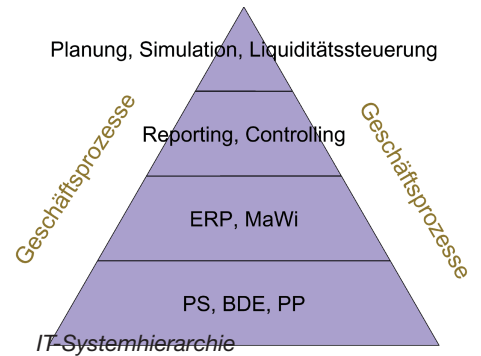 Planung, Simulation, Liquiditätssteuerung
Geschäftsprozesse
Geschäftsprozesse
Reporting, Controlling
ERP, MaWi
PS, BDE, PP
IT-Systemhierarchie